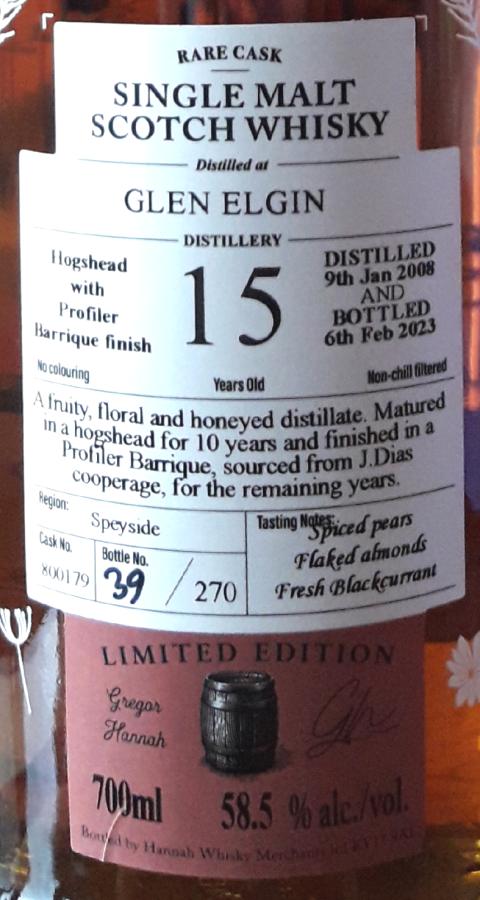 RARE CASK
SINGLE MALT
SCOTCH WHISKY
Distilled at
GLEN ELGIN
DISTILLERY
Hogshead
with
Profiler
Barrique finish
15
Years Old
DISTILLED
9th Jan 2008
AND
BOTTLED
6th Feb 2023
No colouring
Non-chill filtered
A fruity, floral and honeyed distillate. Matured
in a hogshead for 10 years and finished in a
Profiler Barrique, sourced from J.Dias
cooperage, for the remaining years.
Region:
Speyside
Cask No.
800179
Bottle No.
39 / 270
Tasting Notes:
Spiced pears
Flaked almonds
Fresh Blackcurrant
LIMITED EDITION
Gregor
Hannah
Gh
700ml
58.5 % alc./vol.
Bottled by Hannah Whisky Merchants